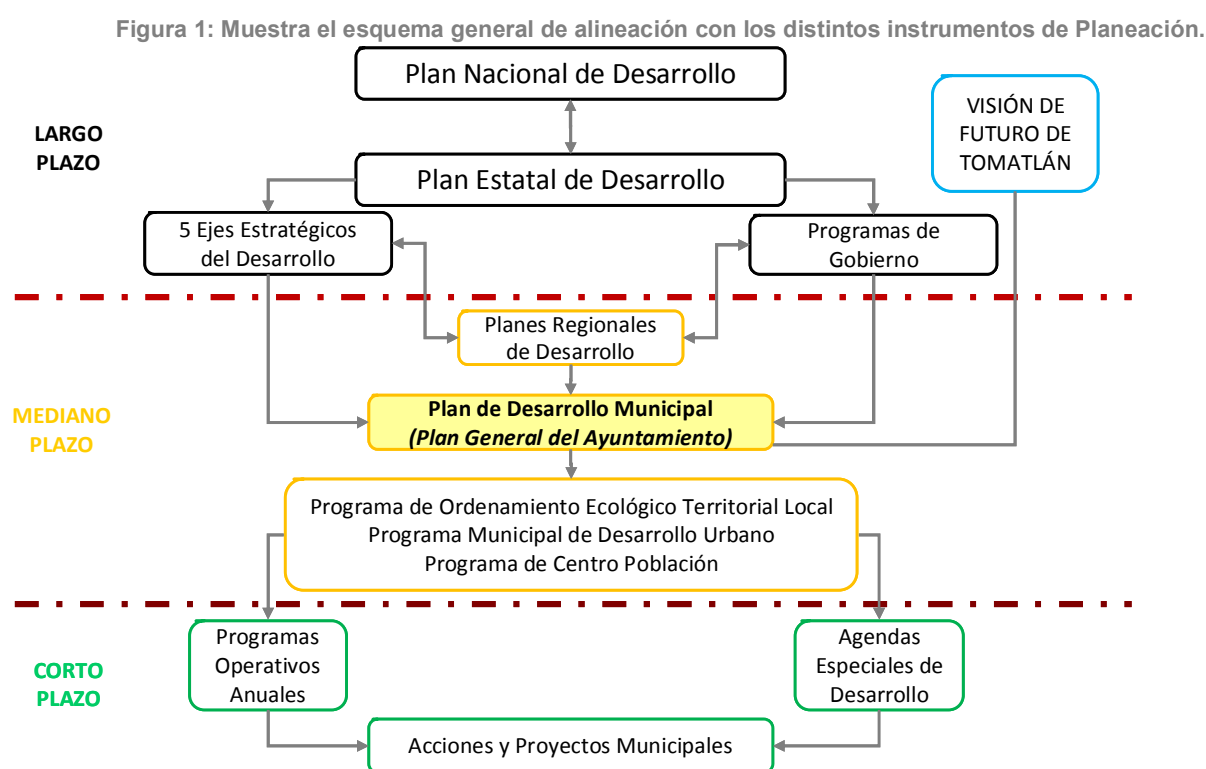 Figura 1: Muestra el esquema general de alineación con los distintos instrumentos de Planeación.
Plan Nacional de Desarrollo
VISIÓN DE
FUTURO DE
TOMATLÁN
LARGO
PLAZO
Plan Estatal de Desarrollo
5 Ejes Estratégicos
del Desarrollo
Programas de
Gobierno
Planes Regionales
de Desarrollo
MEDIANO
PLAZO
Plan de Desarrollo Municipal
(Plan General del Ayuntamiento)
Programa de Ordenamiento Ecológico Territorial Local
Programa Municipal de Desarrollo Urbano
Programa de Centro Población
CORTO
PLAZO
Programas
Operativos
Anuales
Agendas
Especiales de
Desarrollo
Acciones y Proyectos Municipales